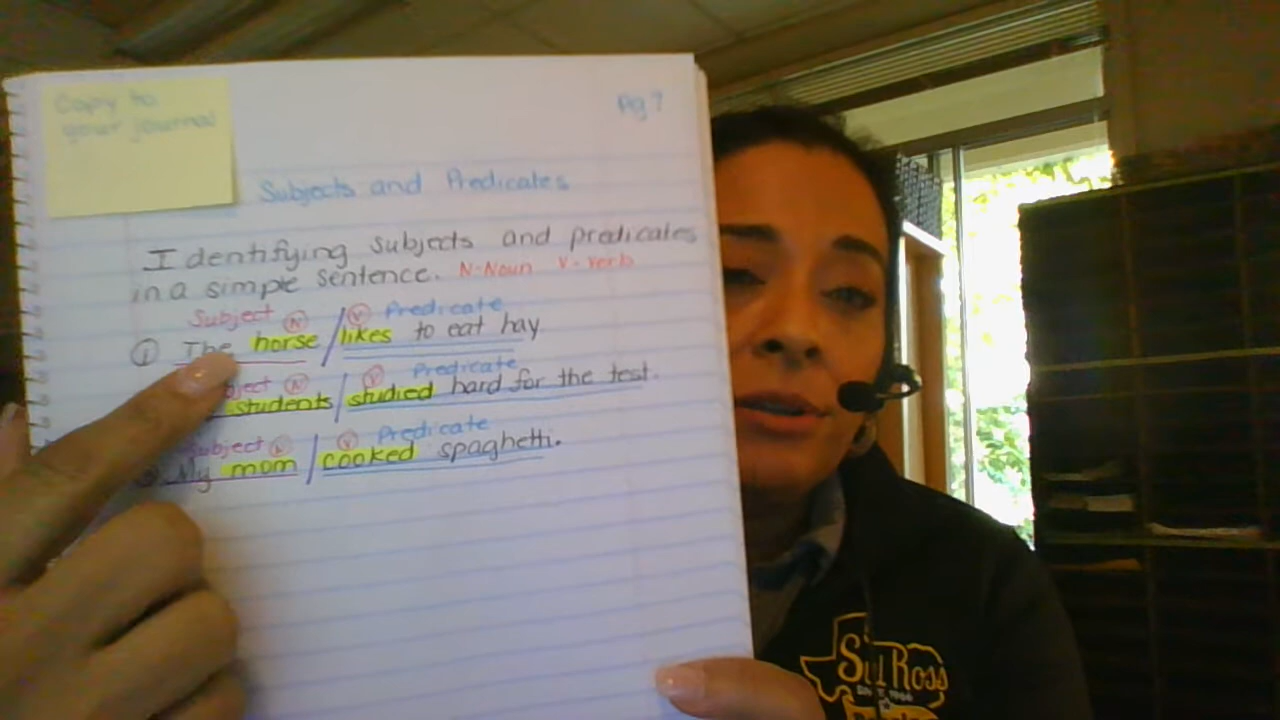 Copy to
your journal
Pg 7
Subjects and Predicates
Identifying subjects and predicates
in a simple sentence. N-Noun V-Verb
Subject N V Predicate
① The horse / likes to eat hay.
N V Predicate
students / studied hard for the test.
Subject N V Predicate
My mom / cooked spaghetti.
Sul Ross